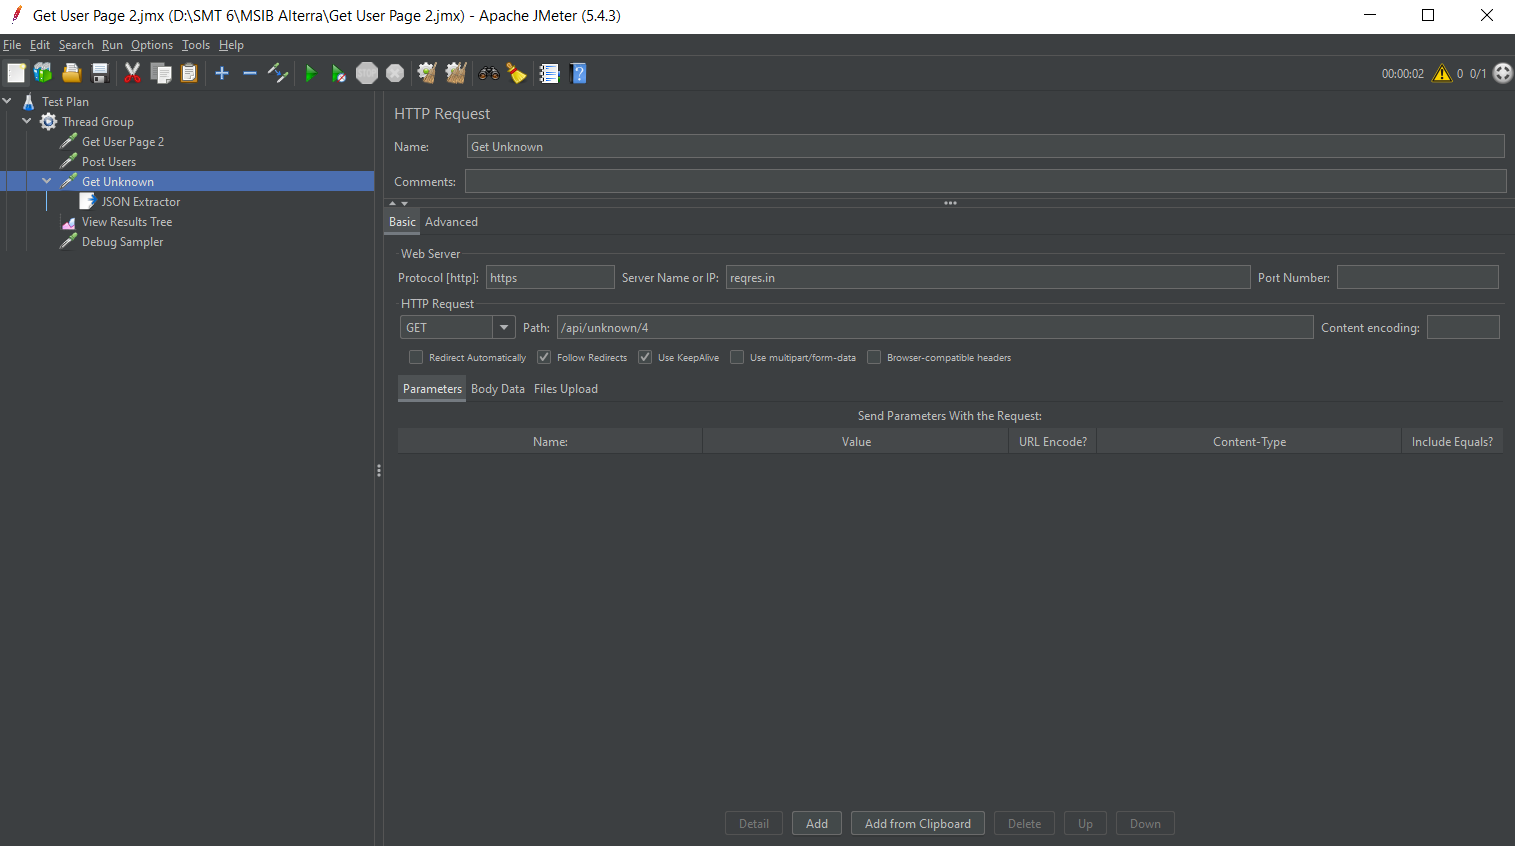 Get User Page 2.jmx (D:\SMT 6\MSIB Alterra\Get User Page 2.jmx) - Apache JMeter (5.4.3)
File Edit Search Run Options Tools Help
STOP
00:00:02 0 0/1
Test Plan
Thread Group
Get User Page 2
Post Users
Get Unknown
JSON Extractor
View Results Tree
Debug Sampler
HTTP Request
Name: Get Unknown
Comments:
Basic Advanced
Web Server
Protocol [http]: https Server Name or IP: reqres.in Port Number:
HTTP Request
GET Path: /api/unknown/4 Content encoding:
Redirect Automatically Follow Redirects Use KeepAlive Use multipart/form-data Browser-compatible headers
Parameters Body Data Files Upload
Send Parameters With the Request:
Name: Value URL Encode? Content-Type Include Equals?
Detail Add Add from Clipboard Delete Up Down